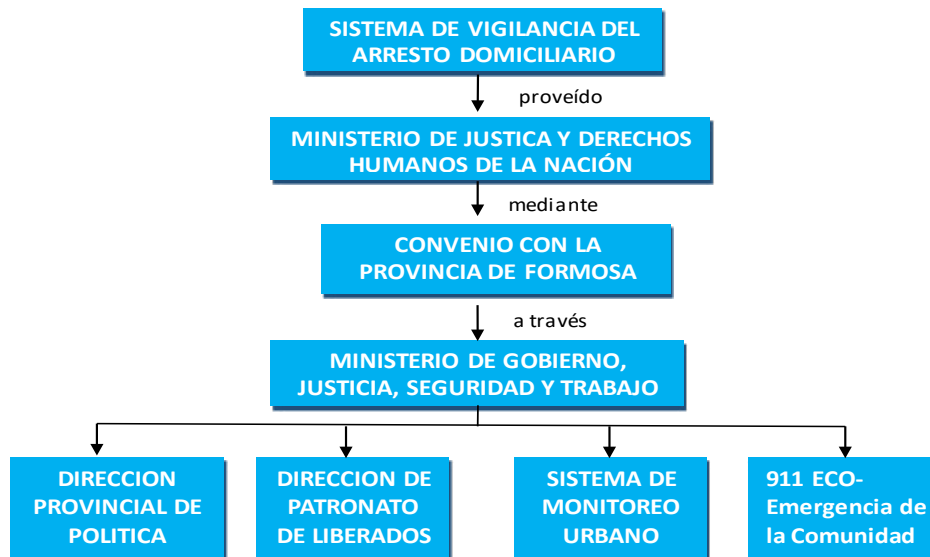 SISTEMA DE VIGILANCIA DEL
ARRESTO DOMICILIARIO
proveído
MINISTERIO DE JUSTICA Y DERECHOS
HUMANOS DE LA NACIÓN
mediante
CONVENIO CON LA
PROVINCIA DE FORMOSA
a través
MINISTERIO DE GOBIERNO,
JUSTICIA, SEGURIDAD Y TRABAJO
DIRECCION
PROVINCIAL DE
POLITICA
DIRECCION DE
PATRONATO
DE LIBERADOS
SISTEMA DE
MONITOREO
URBANO
911 ECO-
Emergencia de
la Comunidad